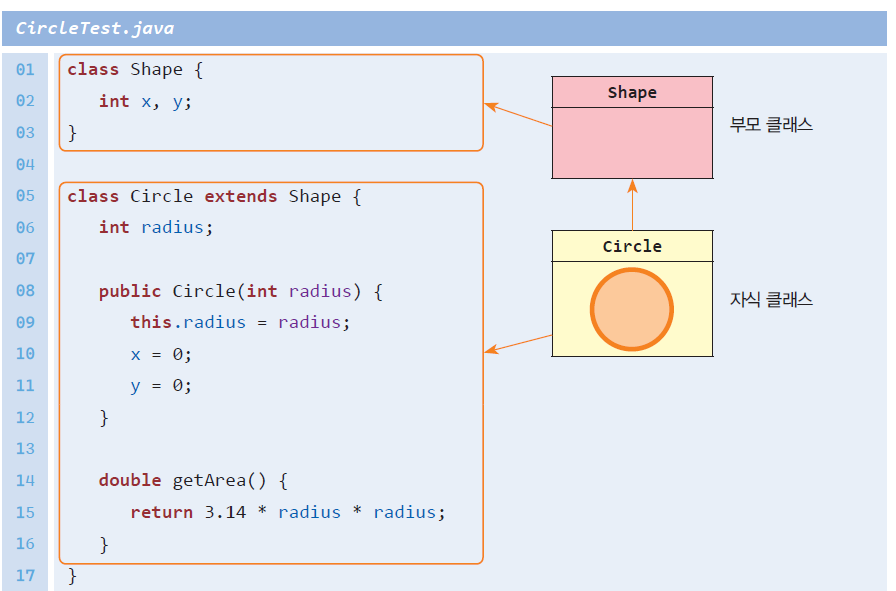 CircleTest.java
01 class Shape {
02 int x, y;
03 }
04
05 class Circle extends Shape {
06 int radius;
07
08 public Circle(int radius) {
09 this.radius = radius;
10 x = 0;
11 y = 0;
12 }
13
14 double getArea() {
15 return 3.14 * radius * radius;
16 }
17 }
Shape
부모 클래스
Circle
자식 클래스